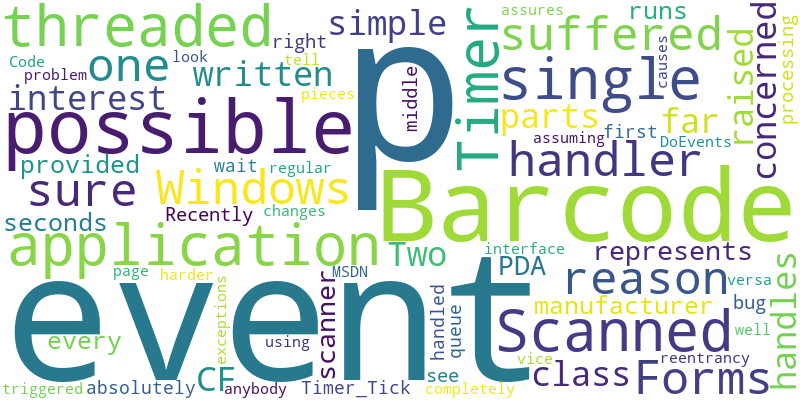 threaded
right
simple
assures
runs
Code
look
tell
one
suffered
problem
written
p
Timer
causes
raised
concerned
processing
interest
pieces
middle
single
possible
parts
first
far
assuming
DoEvents
provided
wait
regular
handler
sure
Windows
Barcode
seconds
Recently
changes
application
Two
interface
represents
page
harder
MSDN
PDA
reason
versa
handles
event
exceptions
scanner
handled
queue
manufacturer
bug
every
using
Scanned
well
vice
reentrancy
see
class
Forms
triggered
absolutely
CF
anybody
Timer_Tick
completely